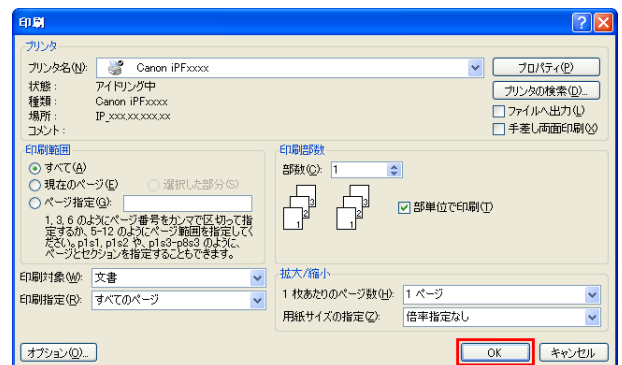 印刷
プリンタ
プリンタ名(N): Canon iPFxxxx プロパティ(P)
状態： アイドリング中 プリンタの検索(D)...
種類： Canon iPFxxxx
場所： IP_xxx,xx,xxx,xx ファイルへ出力(L)
コメント： 手差し両面印刷(X)
印刷範囲
すべて(A)
現在のページ(E) 選択した部分(S)
ページ指定(G):
1, 3, 6 のようにページ番号をカンマで区切って指
定するか、5-12 のようにページ範囲を指定してく
ださい。p1s1, p1s2 や、p1s3-p8s3 のように、
ページとセクションを指定することもできます。
印刷部数
部数(C): 1
1 2 3 1 2 3
部単位で印刷(T)
印刷対象(W): 文書
印刷指定(R): すべてのページ
拡大/縮小
1 枚あたりのページ数(H): 1 ページ
用紙サイズの指定(Z): 倍率指定なし
オプション(O)... OK キャンセル